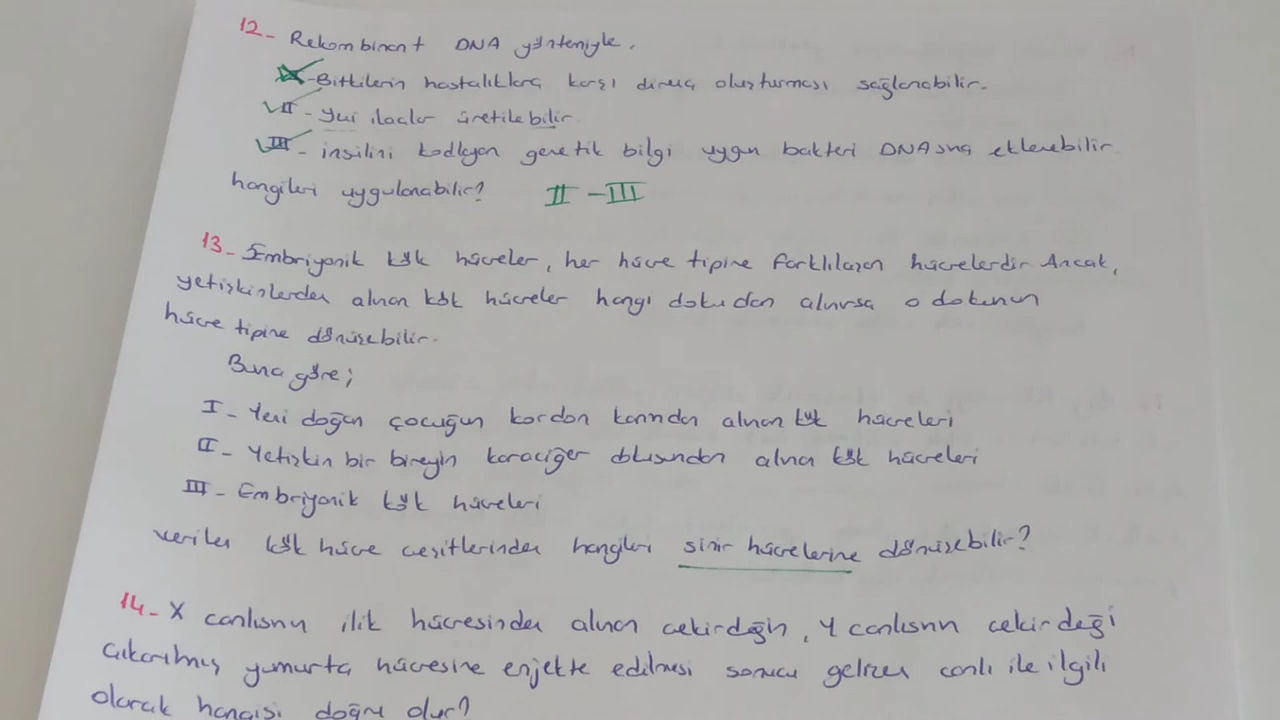 12- Rekombinant DNA yönteniyle,
I -Bitkilerin hastalıklara karşı direnç oluşturması sağlanabilir.
II - Yeni ilaçlar üretilebilir
III - insilini kodlayan genetik bilgi uygun bakteri DNAsına eklenebilir
hangileri uygulanabilir? II - III
13- Embriyonik kök hücreler, her hücre tipine farklılaşan hücrelerdir Ancak,
yetişkinlerden alınan kök hücreler hangi dokudan alınırsa o dokunun
hücre tipine dönüşebilir.
Buna göre;
I - Yeni doğan çocuğun kordon kanından alınan kök hücreleri
II - Yetişkin bir bireyin karaciğer dokusundan alınan kök hücreleri
III - Embriyonik kök hücreleri
verilen kök hücre çeşitlerinden hangileri sinir hücrelerine dönüşebilir?
14- X canlısının ilik hücresinden alınan çekirdeğin, Y canlısının çekirdeği
çıkarılmış yumurta hücresine enjekte edilmesi sonucu gelişen canlı ile ilgili
olarak hangisi doğru olur?